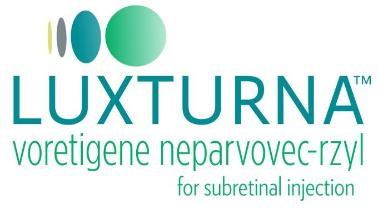 LUXTURNA™
voretigene neparvovec-rzyl
for subretinal injection